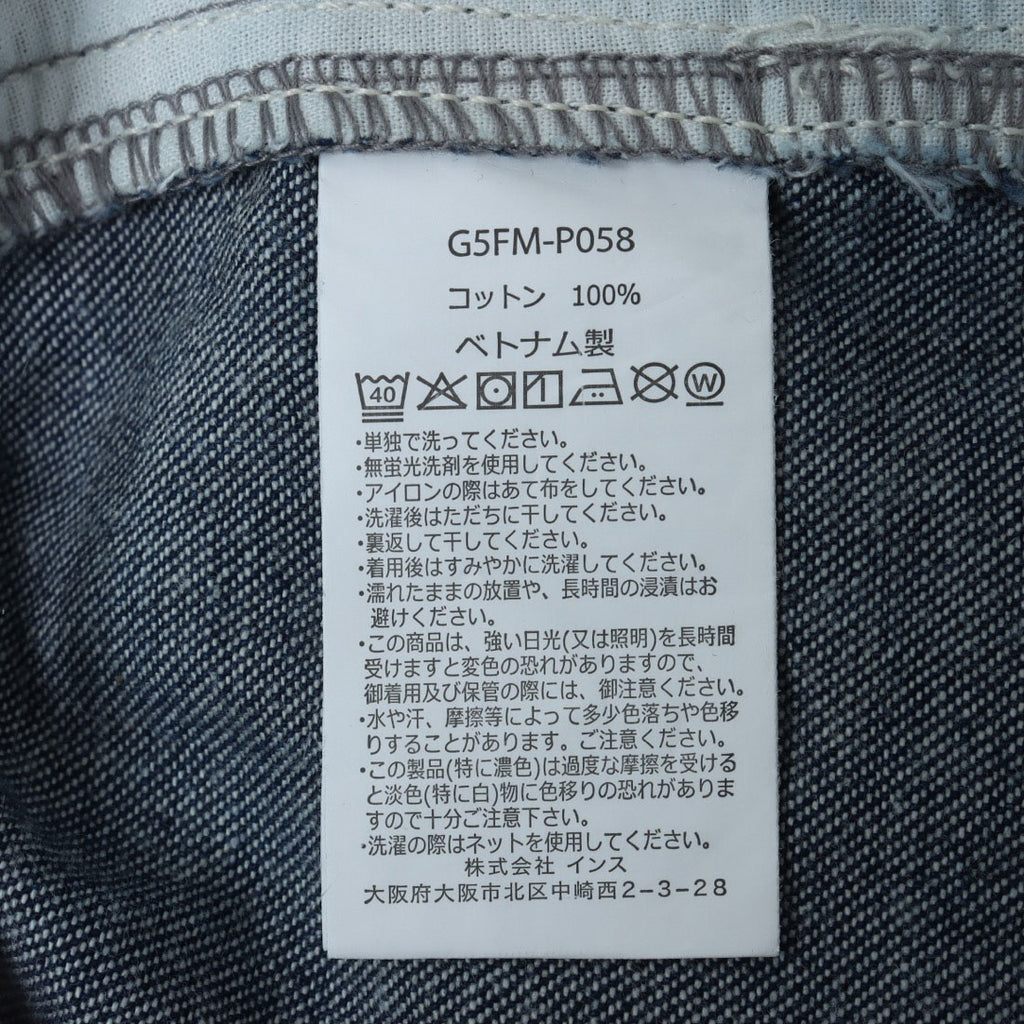 G5FM-P058
コットン 100%
ベトナム製
40 W
・単独で洗ってください。
・無蛍光洗剤を使用してください。
・アイロンの際はあて布をしてください。
・洗濯後はただちに干してください。
・裏返して干してください。
・着用後はすみやかに洗濯してください。
・濡れたままの放置や、長時間の浸漬はお
避けください。
・この商品は、強い日光(又は照明)を長時間
受けますと変色の恐れがありますので、
御着用及び保管の際には、御注意ください。
・水や汗、摩擦等によって多少色落ちや色移
りすることがあります。ご注意ください。
・この製品(特に濃色)は過度な摩擦を受ける
と淡色(特に白)物に色移りの恐れがありま
すので十分ご注意下さい。
・洗濯の際はネットを使用してください。
株式会社 インス
大阪府大阪市北区中崎西2-3-28